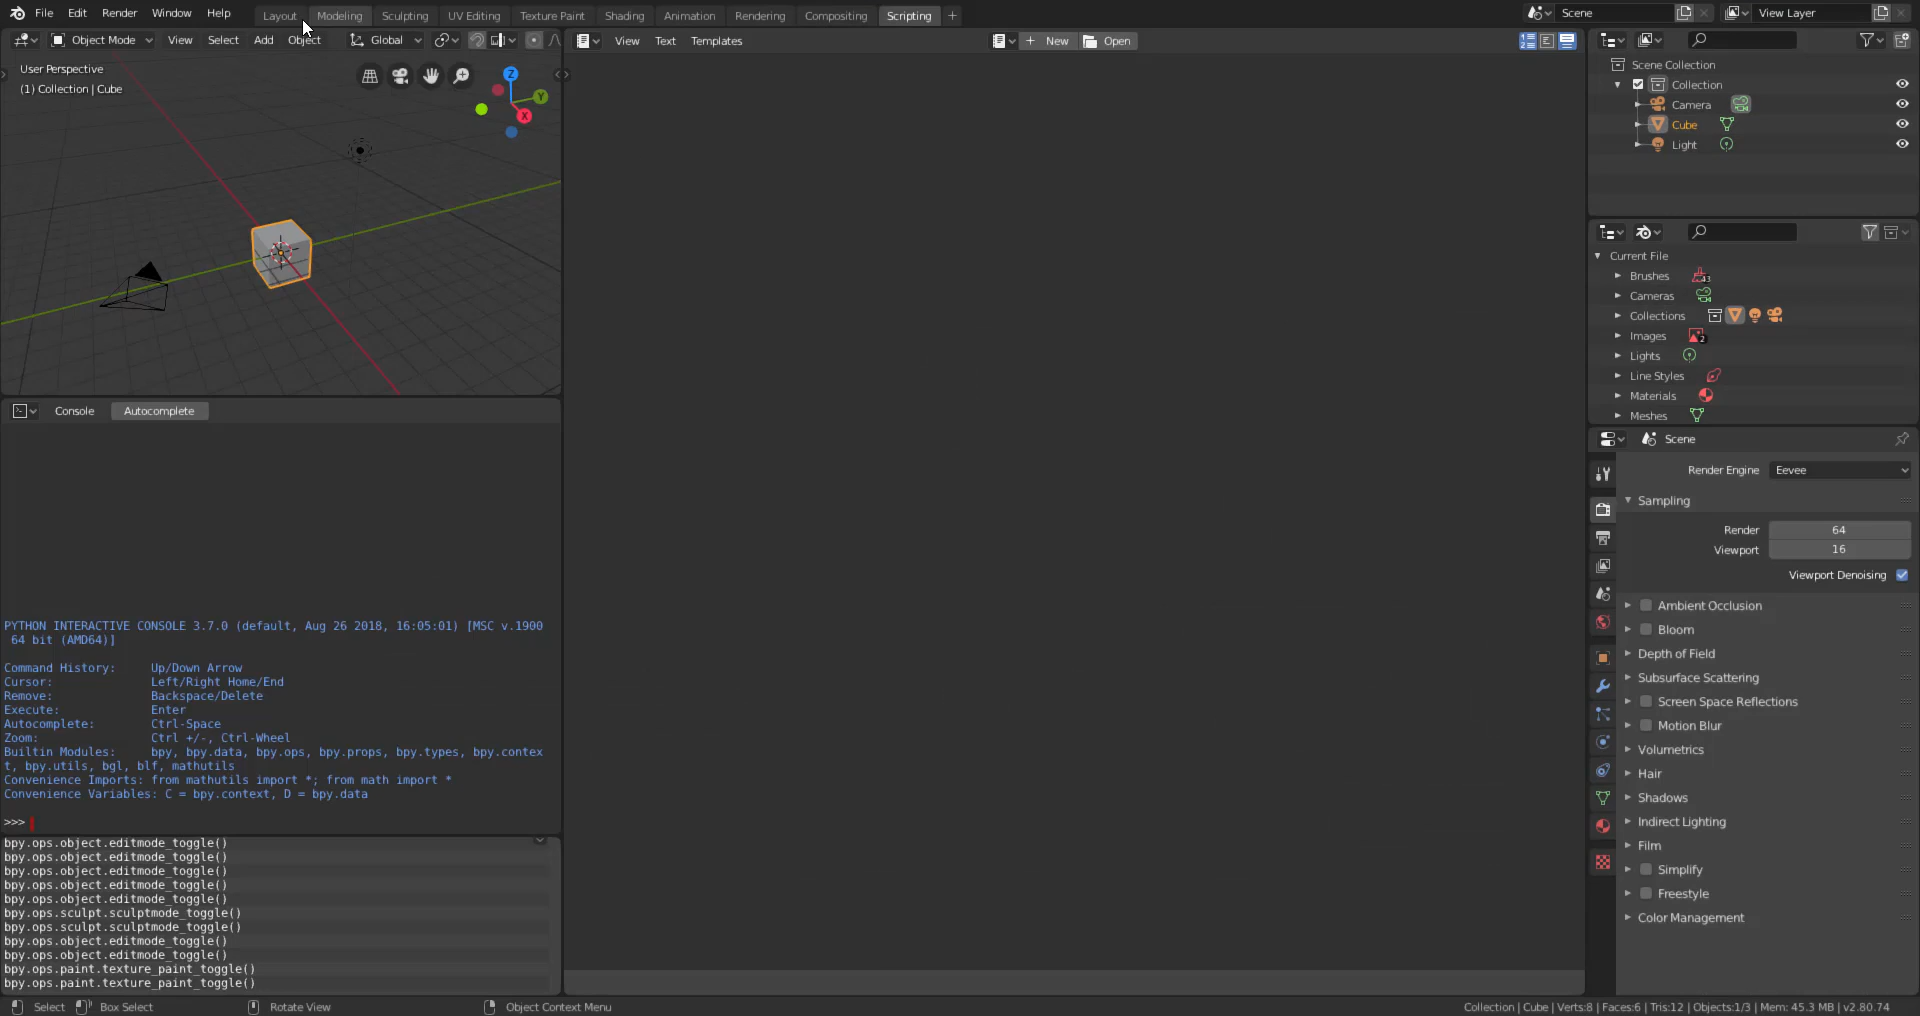 File Edit Render Window Help Layout Modeling Sculpting UV Editing Texture Paint Shading Animation Rendering Compositing Scripting + Scene View Layer
Object Mode View Select Add Object Global
User Perspective
(1) Collection | Cube
Z
Y
X
View Text Templates + New Open
Console Autocomplete
PYTHON INTERACTIVE CONSOLE 3.7.0 (default, Aug 26 2018, 16:05:01) [MSC v.1900
64 bit (AMD64)]
Command History: Up/Down Arrow
Cursor: Left/Right Home/End
Remove: Backspace/Delete
Execute: Enter
Autocomplete: Ctrl-Space
Zoom: Ctrl +/-, Ctrl-Wheel
Builtin Modules: bpy, bpy.data, bpy.ops, bpy.props, bpy.types, bpy.contex
t, bpy.utils, bgl, blf, mathutils
Convenience Imports: from mathutils import *; from math import *
Convenience Variables: C = bpy.context, D = bpy.data
>>>
bpy.ops.object.editmode_toggle()
bpy.ops.object.editmode_toggle()
bpy.ops.object.editmode_toggle()
bpy.ops.object.editmode_toggle()
bpy.ops.object.editmode_toggle()
bpy.ops.sculpt.sculptmode_toggle()
bpy.ops.sculpt.sculptmode_toggle()
bpy.ops.object.editmode_toggle()
bpy.ops.object.editmode_toggle()
bpy.ops.paint.texture_paint_toggle()
bpy.ops.paint.texture_paint_toggle()
Scene Collection
Collection
Camera
Cube
Light
Current File
Brushes
Cameras
Collections
Images 2
Lights
Line Styles
Materials
Meshes
Scene
Render Engine Eevee
Sampling
Render 64
Viewport 16
Viewport Denoising
Ambient Occlusion
Bloom
Depth of Field
Subsurface Scattering
Screen Space Reflections
Motion Blur
Volumetrics
Hair
Shadows
Indirect Lighting
Film
Simplify
Freestyle
Color Management
Select Box Select Rotate View Object Context Menu Collection | Cube | Verts:8 | Faces:6 | Tris:12 | Objects:1/3 | Mem: 45.3 MB | v2.80.74